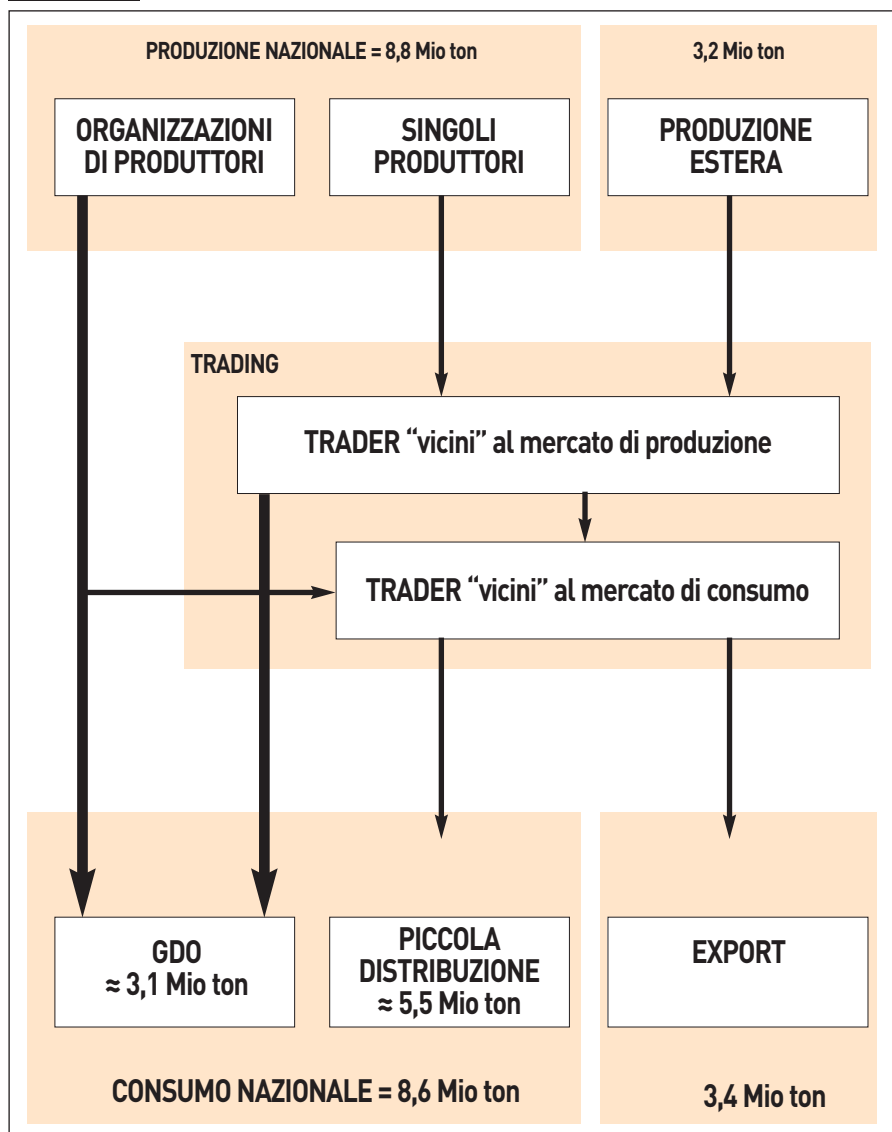 PRODUZIONE NAZIONALE = 8,8 Mio ton
3,2 Mio ton
ORGANIZZAZIONI
DI PRODUTTORI
SINGOLI
PRODUTTORI
PRODUZIONE
ESTERA
TRADING
TRADER “vicini” al mercato di produzione
TRADER “vicini” al mercato di consumo
GDO
≈ 3,1 Mio ton
PICCOLA
DISTRIBUZIONE
≈ 5,5 Mio ton
EXPORT
CONSUMO NAZIONALE = 8,6 Mio ton
3,4 Mio ton